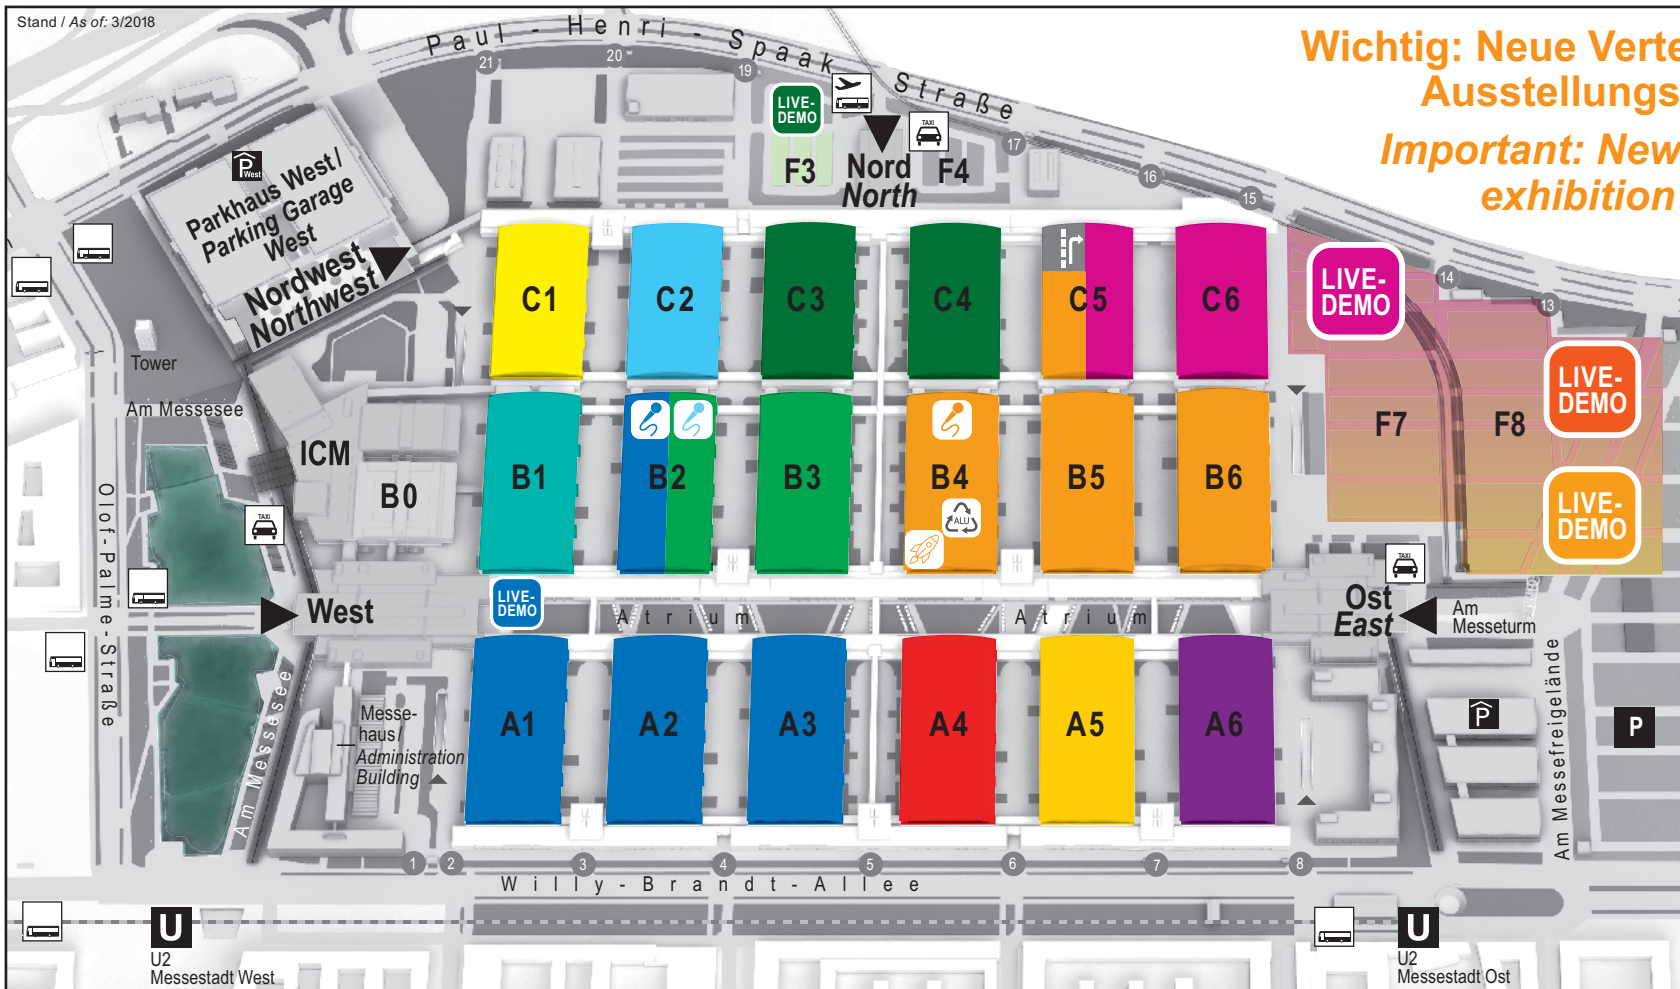 Stand / As of: 3/2018
Wichtig: Neue Verte
Ausstellungs
Important: New
exhibition
Paul - Henri - Spaak - Straße
21
20
19
17
16
15
14
13
LIVE-
DEMO
F3
Nord
North
TAXI
F4
P
West
Parkhaus West /
Parking Garage
West
Nordwest
Northwest
C1
C2
C3
C4
C5
C6
LIVE-
DEMO
LIVE-
DEMO
LIVE-
DEMO
F7
F8
Tower
Am Messesee
ICM
B0
B1
B2
B3
B4
ALU
B5
B6
TAXI
Olof-Palme-Straße
West
LIVE-
DEMO
Atrium
Atrium
TAXI
Ost
East
Am
Messeturm
A1
A2
A3
A4
A5
A6
Messe-
haus /
Administration
Building
Am Messesee
P
P
Am Messefreigelände
1
2
3
4
5
6
7
8
Willy-Brandt-Allee
U
U2
Messestadt West
U
U2
Messestadt Ost